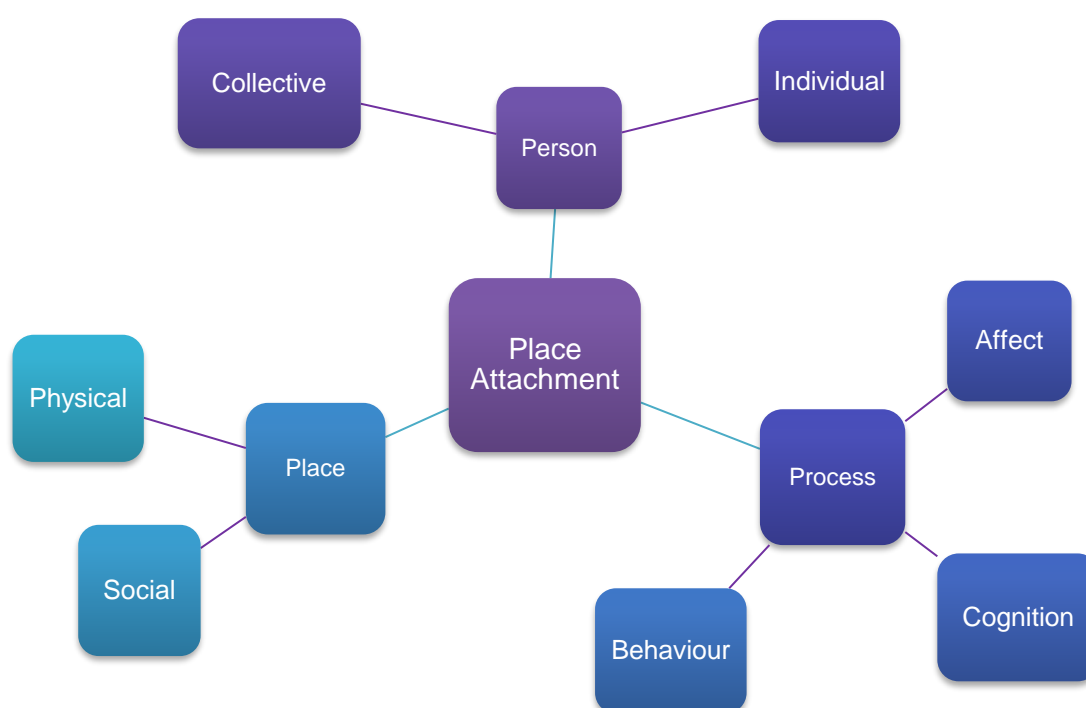 Collective
Individual
Person
Place
Attachment
Affect
Physical
Place
Process
Social
Cognition
Behaviour